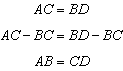 AC = BD
AC − BC = BD − BC
AB = CD